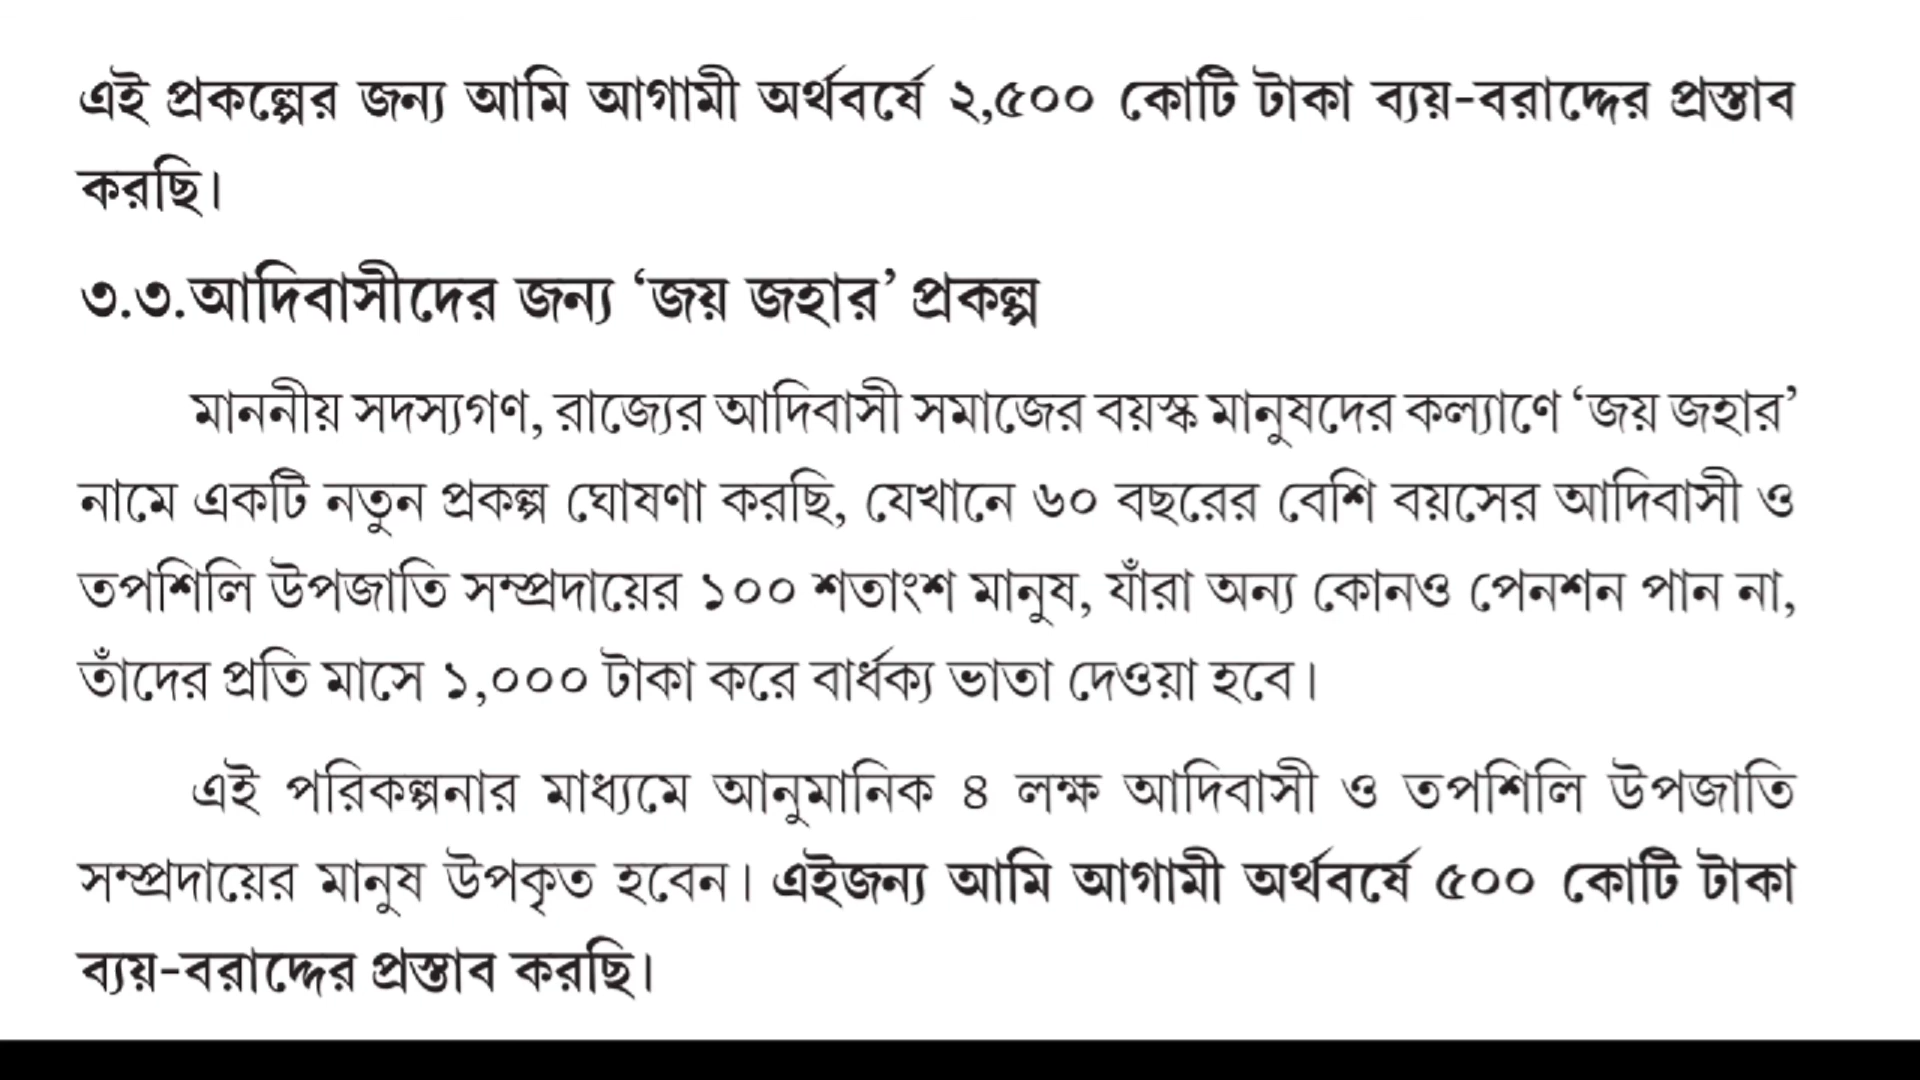 এই প্রকল্পের জন্য আমি আগামী অর্থবর্ষে ২,৫০০ কোটি টাকা ব্যয়-বরাদ্দের প্রস্তাব
করছি।
৩.৩.আদিবাসীদের জন্য ‘জয় জহার’ প্রকল্প
মাননীয় সদস্যগণ, রাজ্যের আদিবাসী সমাজের বয়স্ক মানুষদের কল্যাণে ‘জয় জহার’
নামে একটি নতুন প্রকল্প ঘোষণা করছি, যেখানে ৬০ বছরের বেশি বয়সের আদিবাসী ও
তপশিলি উপজাতি সম্প্রদায়ের ১০০ শতাংশ মানুষ, যাঁরা অন্য কোনও পেনশন পান না,
তাঁদের প্রতি মাসে ১,০০০ টাকা করে বার্ধক্য ভাতা দেওয়া হবে।
এই পরিকল্পনার মাধ্যমে আনুমানিক ৪ লক্ষ আদিবাসী ও তপশিলি উপজাতি
সম্প্রদায়ের মানুষ উপকৃত হবেন। এইজন্য আমি আগামী অর্থবর্ষে ৫০০ কোটি টাকা
ব্যয়-বরাদ্দের প্রস্তাব করছি।